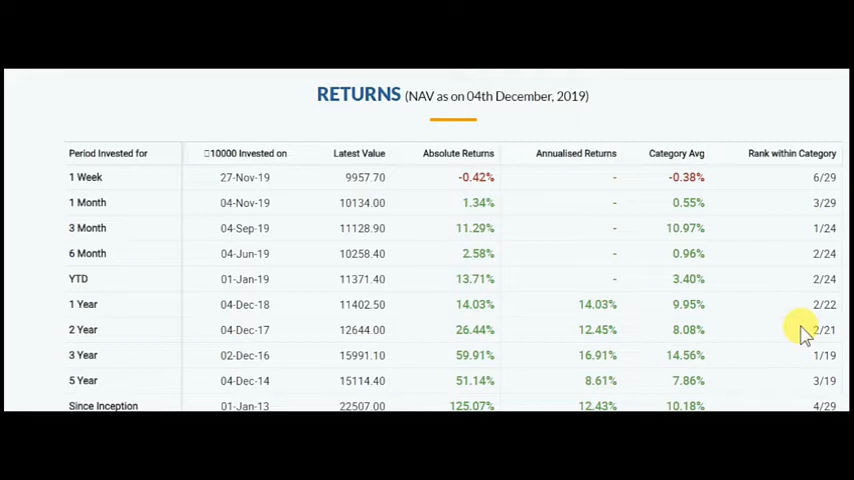 RETURNS (NAV as on 04th December, 2019)
Period Invested for 10000 Invested on Latest Value Absolute Returns Annualised Returns Category Avg Rank within Category
1 Week 27-Nov-19 9957.70 -0.42% - -0.38% 6/29
1 Month 04-Nov-19 10134.00 1.34% - 0.55% 3/29
3 Month 04-Sep-19 11128.90 11.29% - 10.97% 1/24
6 Month 04-Jun-19 10258.40 2.58% - 0.96% 2/24
YTD 01-Jan-19 11371.40 13.71% - 3.40% 2/24
1 Year 04-Dec-18 11402.50 14.03% 14.03% 9.95% 2/22
2 Year 04-Dec-17 12644.00 26.44% 12.45% 8.08% 2/21
3 Year 02-Dec-16 15991.10 59.91% 16.91% 14.56% 1/19
5 Year 04-Dec-14 15114.40 51.14% 8.61% 7.86% 3/19
Since Inception 01-Jan-13 22507.00 125.07% 12.43% 10.18% 4/29